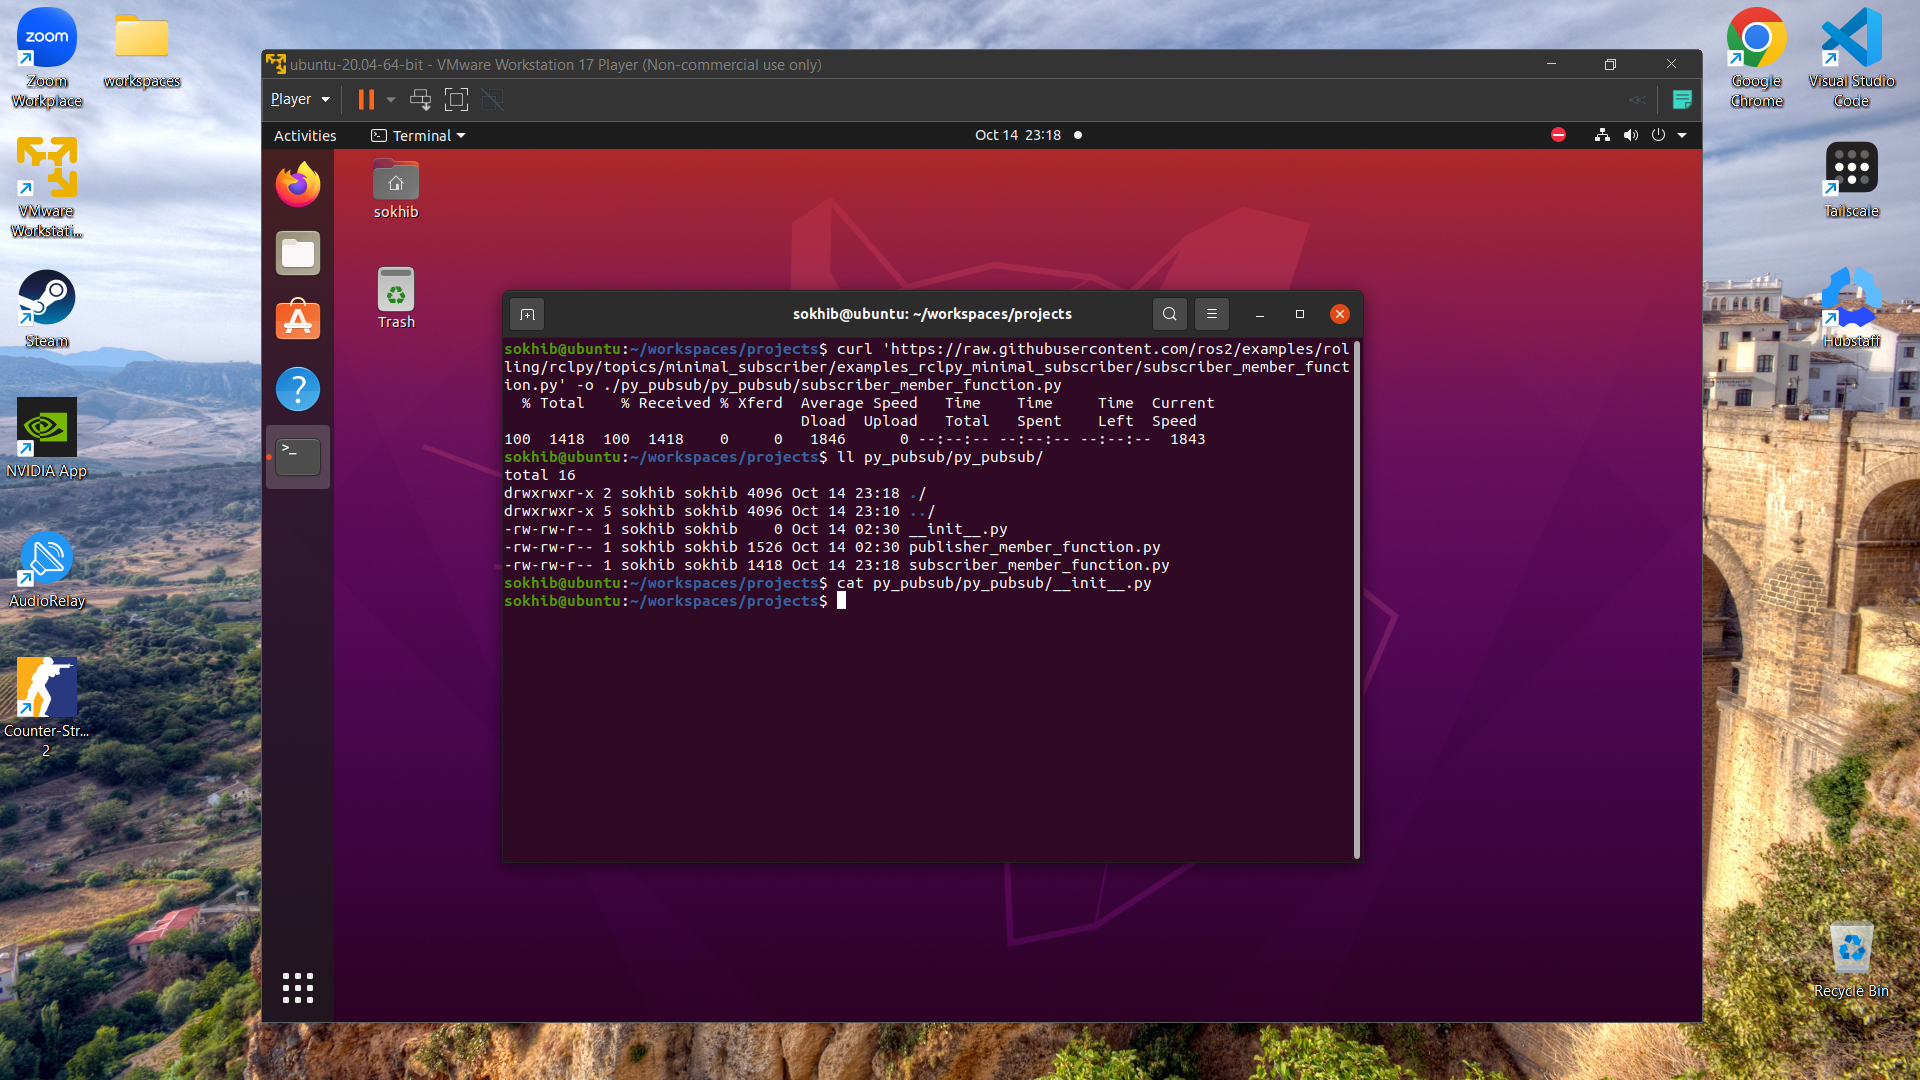 zoom
Zoom
Workplace
workspaces
VMware
Workstati...
Steam
NVIDIA App
AudioRelay
Counter-Str...
2
ubuntu-20.04-64-bit - VMware Workstation 17 Player (Non-commercial use only)
Player
Activities
Terminal
Oct 14 23:18
sokhib
Trash
sokhib@ubuntu: ~/workspaces/projects
sokhib@ubuntu:~/workspaces/projects$ curl 'https://raw.githubusercontent.com/ros2/examples/rol
ling/rclpy/topics/minimal_subscriber/examples_rclpy_minimal_subscriber/subscriber_member_funct
ion.py' -o ./py_pubsub/py_pubsub/subscriber_member_function.py
% Total % Received % Xferd Average Speed Time Time Time Current
Dload Upload Total Spent Left Speed
100 1418 100 1418 0 0 1846 0 --:--:-- --:--:-- --:--:-- 1843
sokhib@ubuntu:~/workspaces/projects$ ll py_pubsub/py_pubsub/
total 16
drwxrwxr-x 2 sokhib sokhib 4096 Oct 14 23:18 ./
drwxrwxr-x 5 sokhib sokhib 4096 Oct 14 23:10 ../
-rw-rw-r-- 1 sokhib sokhib 0 Oct 14 02:30 __init__.py
-rw-rw-r-- 1 sokhib sokhib 1526 Oct 14 02:30 publisher_member_function.py
-rw-rw-r-- 1 sokhib sokhib 1418 Oct 14 23:18 subscriber_member_function.py
sokhib@ubuntu:~/workspaces/projects$ cat py_pubsub/py_pubsub/__init__.py
sokhib@ubuntu:~/workspaces/projects$
Google
Chrome
Visual Studio
Code
Tailscale
Hubstaff
Recycle Bin